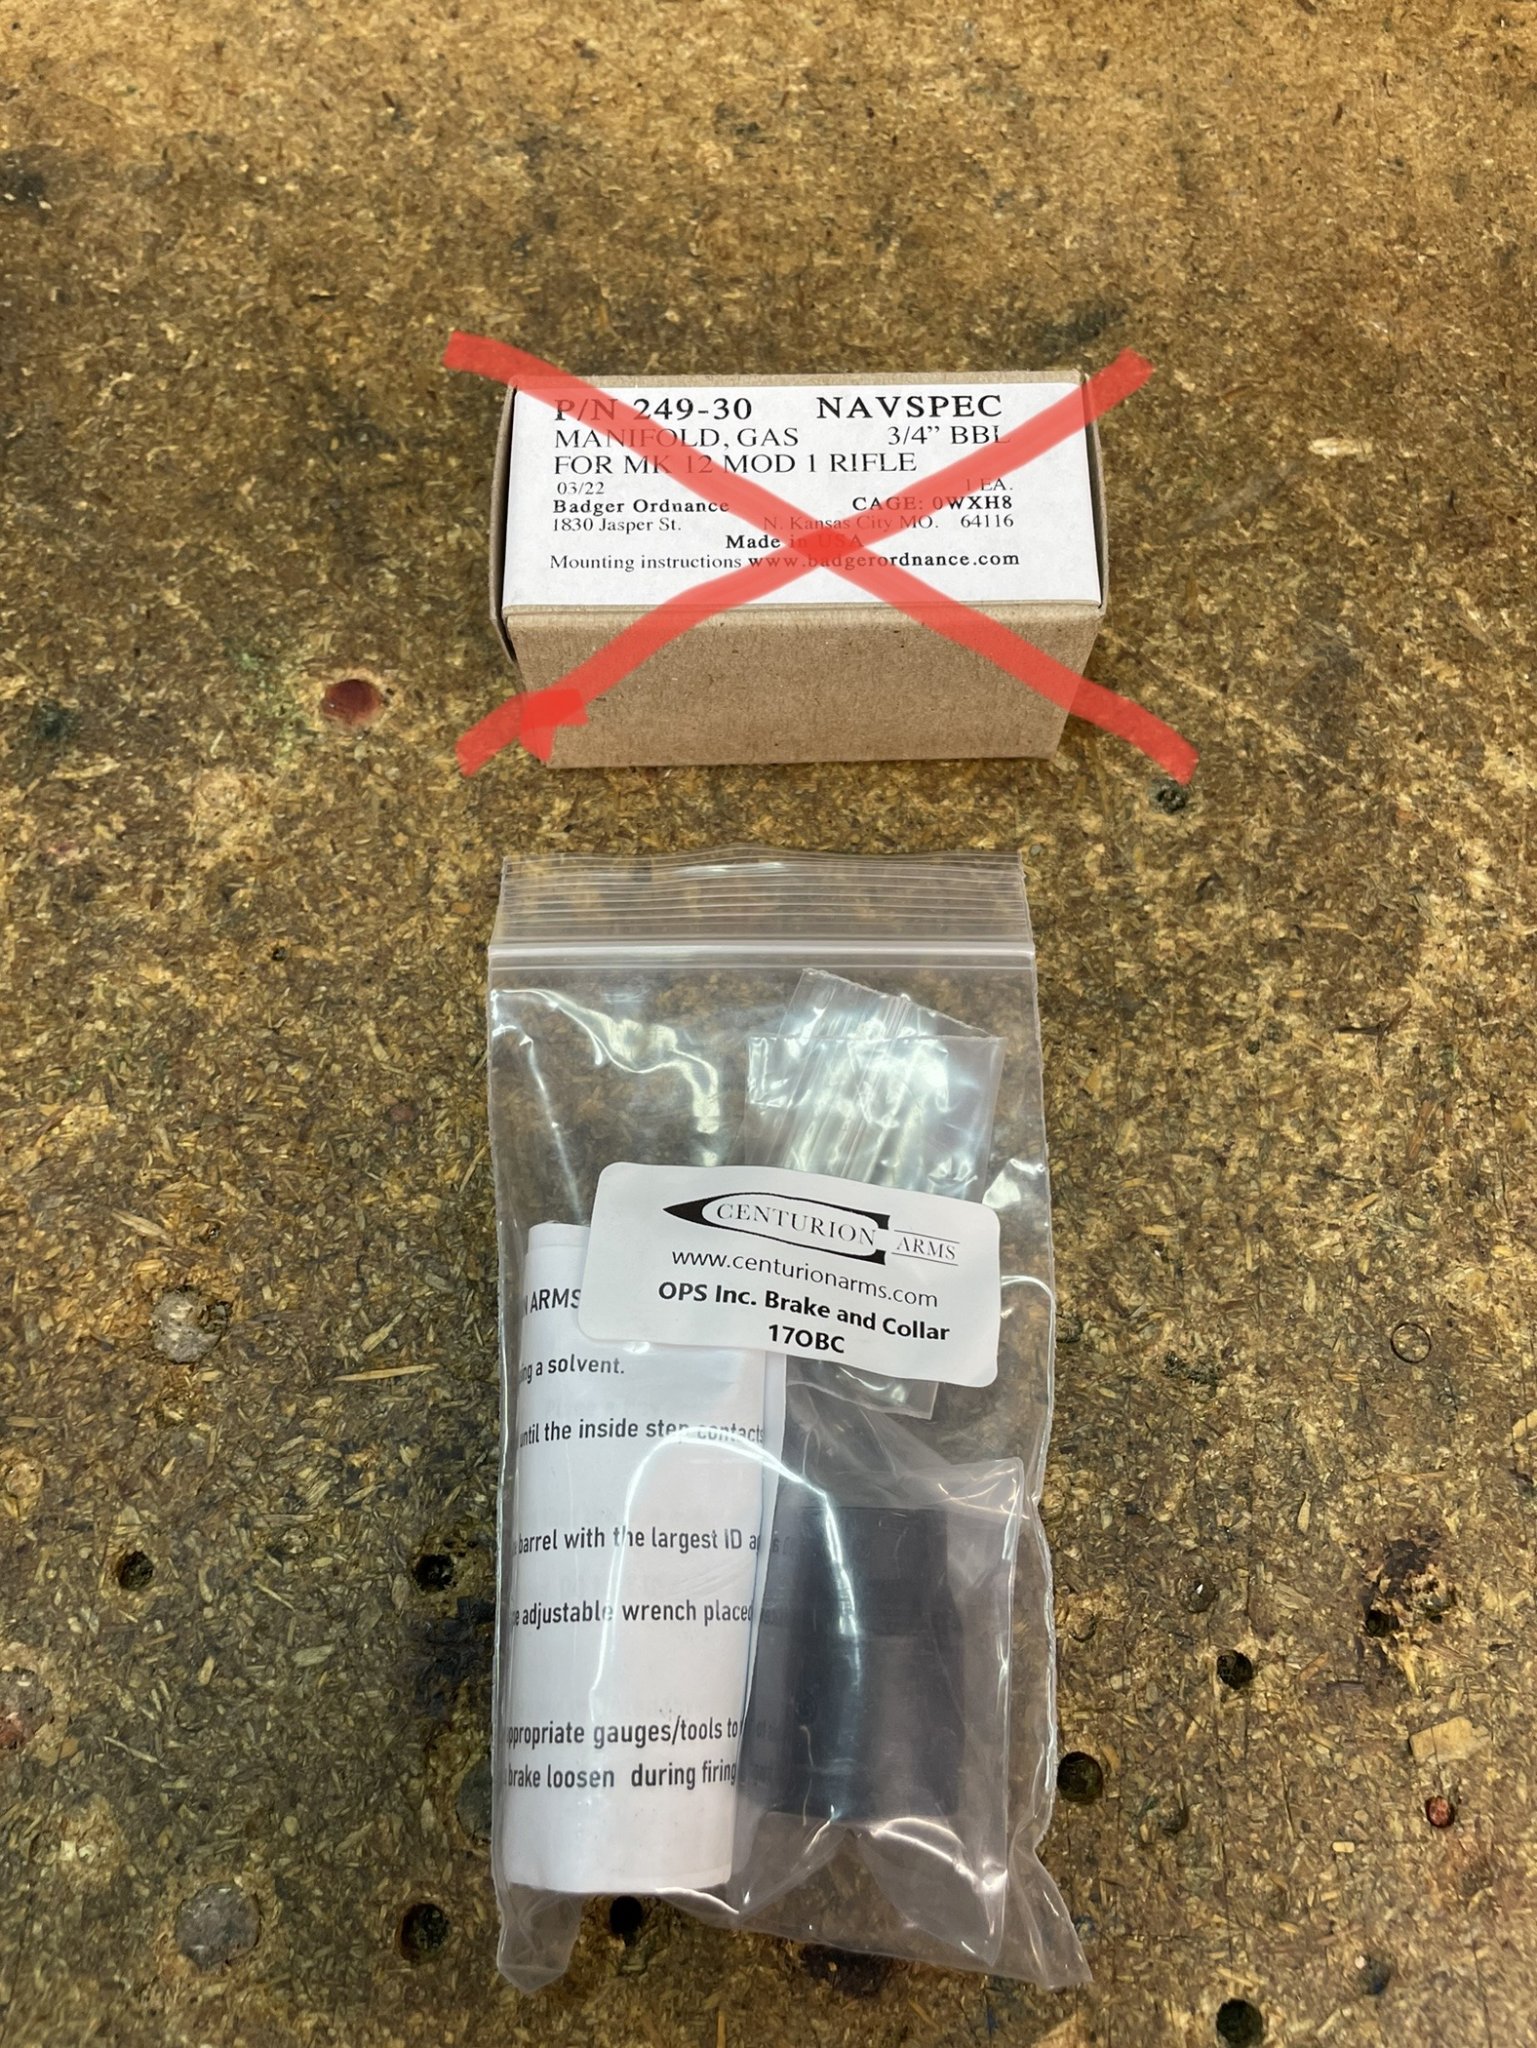 P/N 249-30 NAVSPEC
MANIFOLD, GAS 3/4" BBL
FOR MK 12 MOD 1 RIFLE
03/22 1 EA.
Badger Ordnance CAGE: 0WXH8
1830 Jasper St. N. Kansas City MO. 64116
Made in USA
Mounting instructions www.badgerordnance.com
CENTURION ARMS
www.centurionarms.com
OPS Inc. Brake and Collar
17OBC
ARMS
a solvent.
until the inside step contacts
barrel with the largest ID
adjustable wrench placed
appropriate gauges/tools to
brake loosen during firing